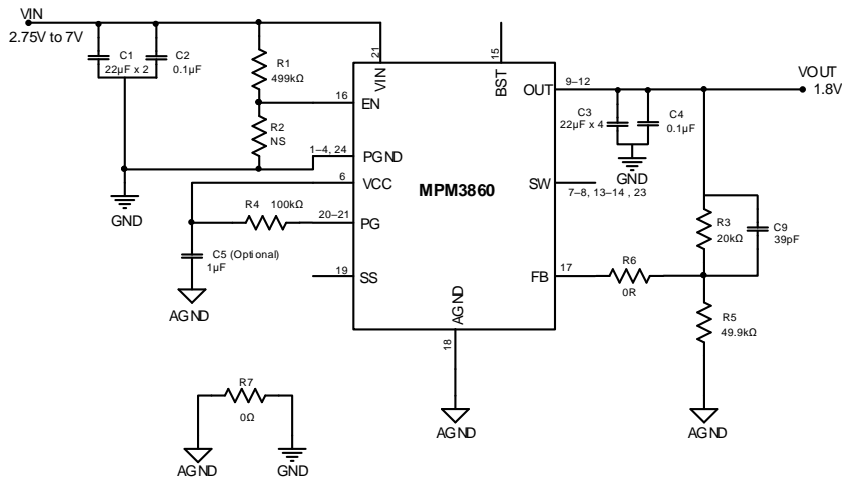 VIN
2.75V to 7V
C1
22µF x 2
C2
0.1µF
GND
R1
499kΩ
R2
NS
16
EN
1–4, 24
PGND
6
VCC
R4 100kΩ
20–21
PG
C5 (Optional)
1µF
AGND
19
SS
21
VIN
15
BST
MPM3860
OUT
9–12
SW
7–8, 13–14 , 23
FB
17
AGND
18
AGND
C3
22µF x 4
C4
0.1µF
GND
VOUT
1.8V
R3
20kΩ
C9
39pF
R6
0R
R5
49.9kΩ
AGND
R7
0Ω
AGND
GND